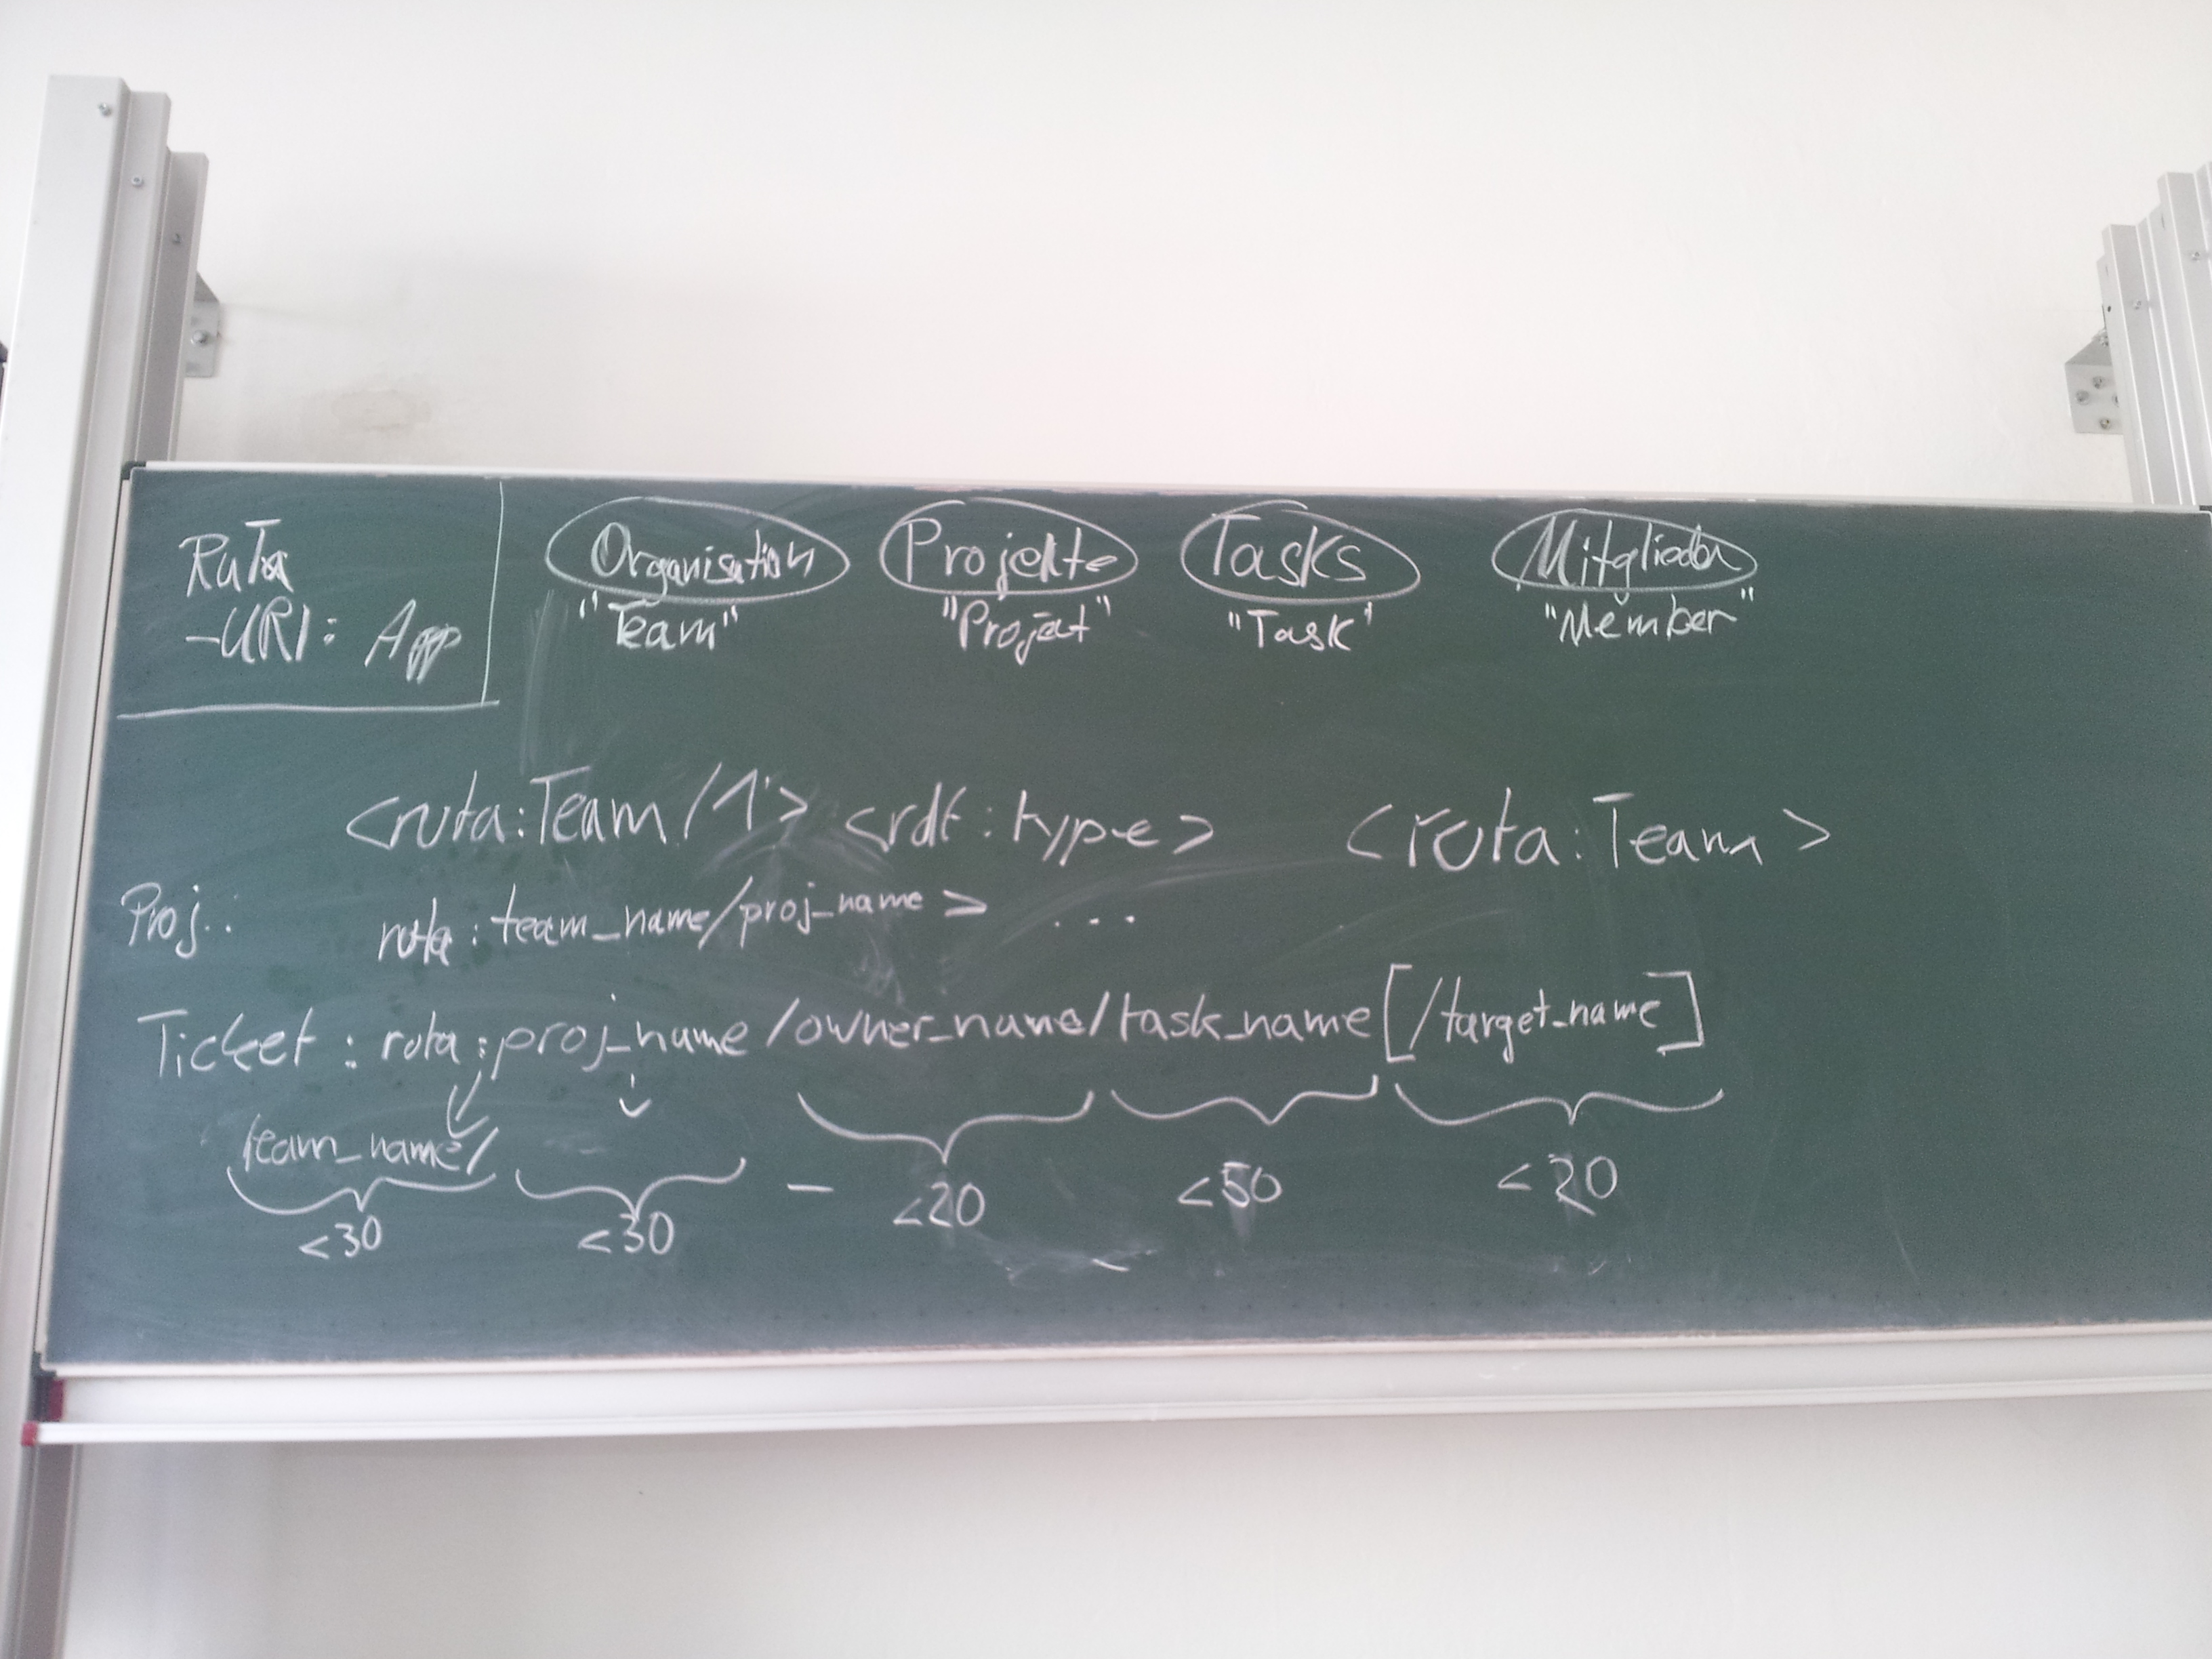 RuTa
-URI: App
Organisation Projekte Tasks Mitglieder
"Team" "Project" "Task" "Member"
<ruta:Team/1> <rdf:type> <ruta:Team>
Proj.: ruta:team_name/proj_name> ...
Ticket: ruta:proj_name/owner_name/task_name[/target_name]
team_name/
<30 <30 - <20 <50 <20